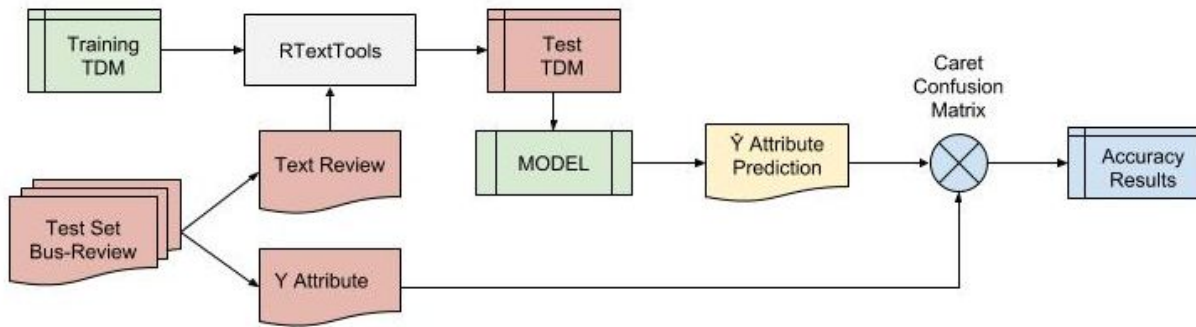 Training
TDM
RTextTools
Test
TDM
Caret
Confusion
Matrix
Text Review
MODEL
Ŷ Attribute
Prediction
Accuracy
Results
Test Set
Bus-Review
Y Attribute